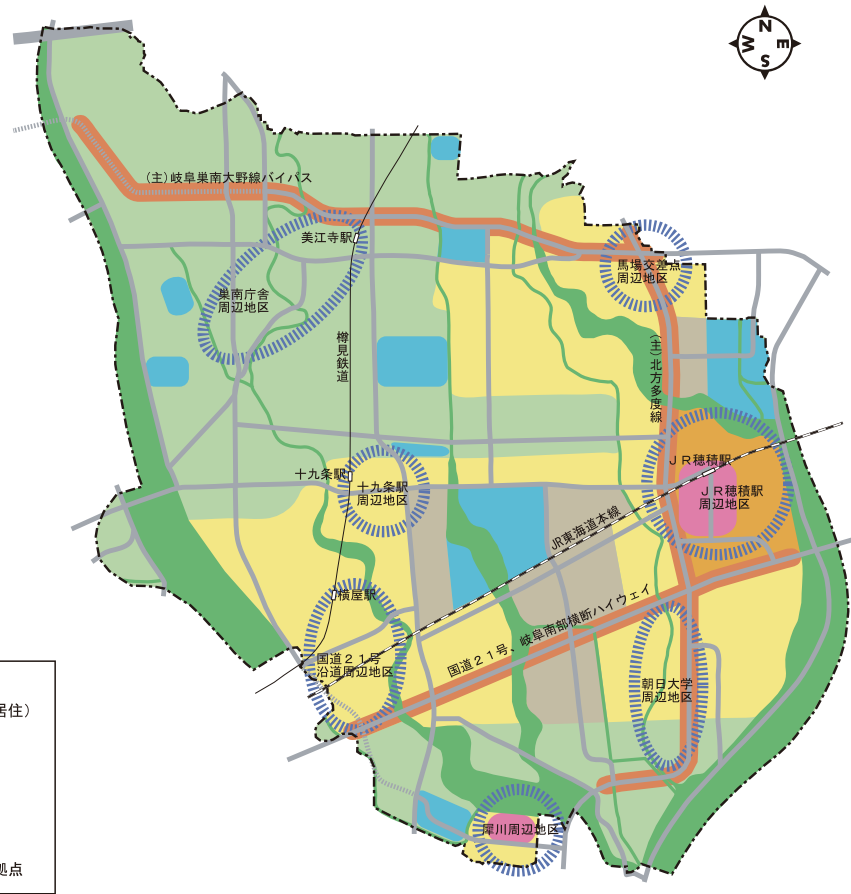 N
W
E
S
(主)岐阜巣南大野線バイパス
美江寺駅
馬場交差点
周辺地区
巣南庁舎
周辺地区
樽見鉄道
(主)北方多度線
JR穂積駅
十九条駅
十九条駅
周辺地区
JR穂積駅
周辺地区
JR東海道本線
横屋駅
国道21号、岐阜南部横断ハイウェイ
国道21号
沿道周辺地区
朝日大学
周辺地区
居住)
犀川周辺地区
拠点